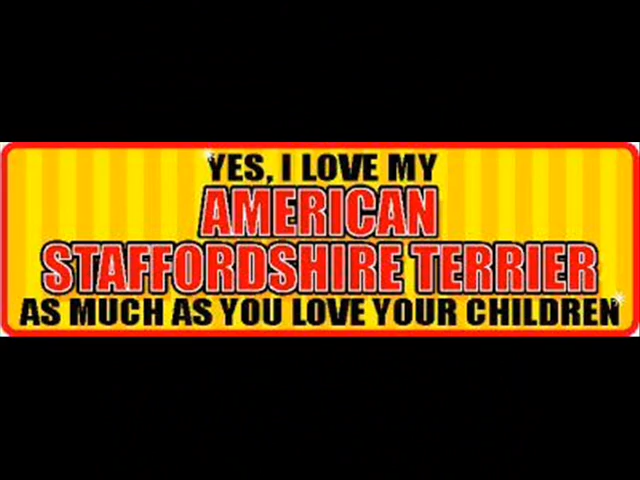 YES, I LOVE MY
AMERICAN
STAFFORDSHIRE TERRIER
AS MUCH AS YOU LOVE YOUR CHILDREN